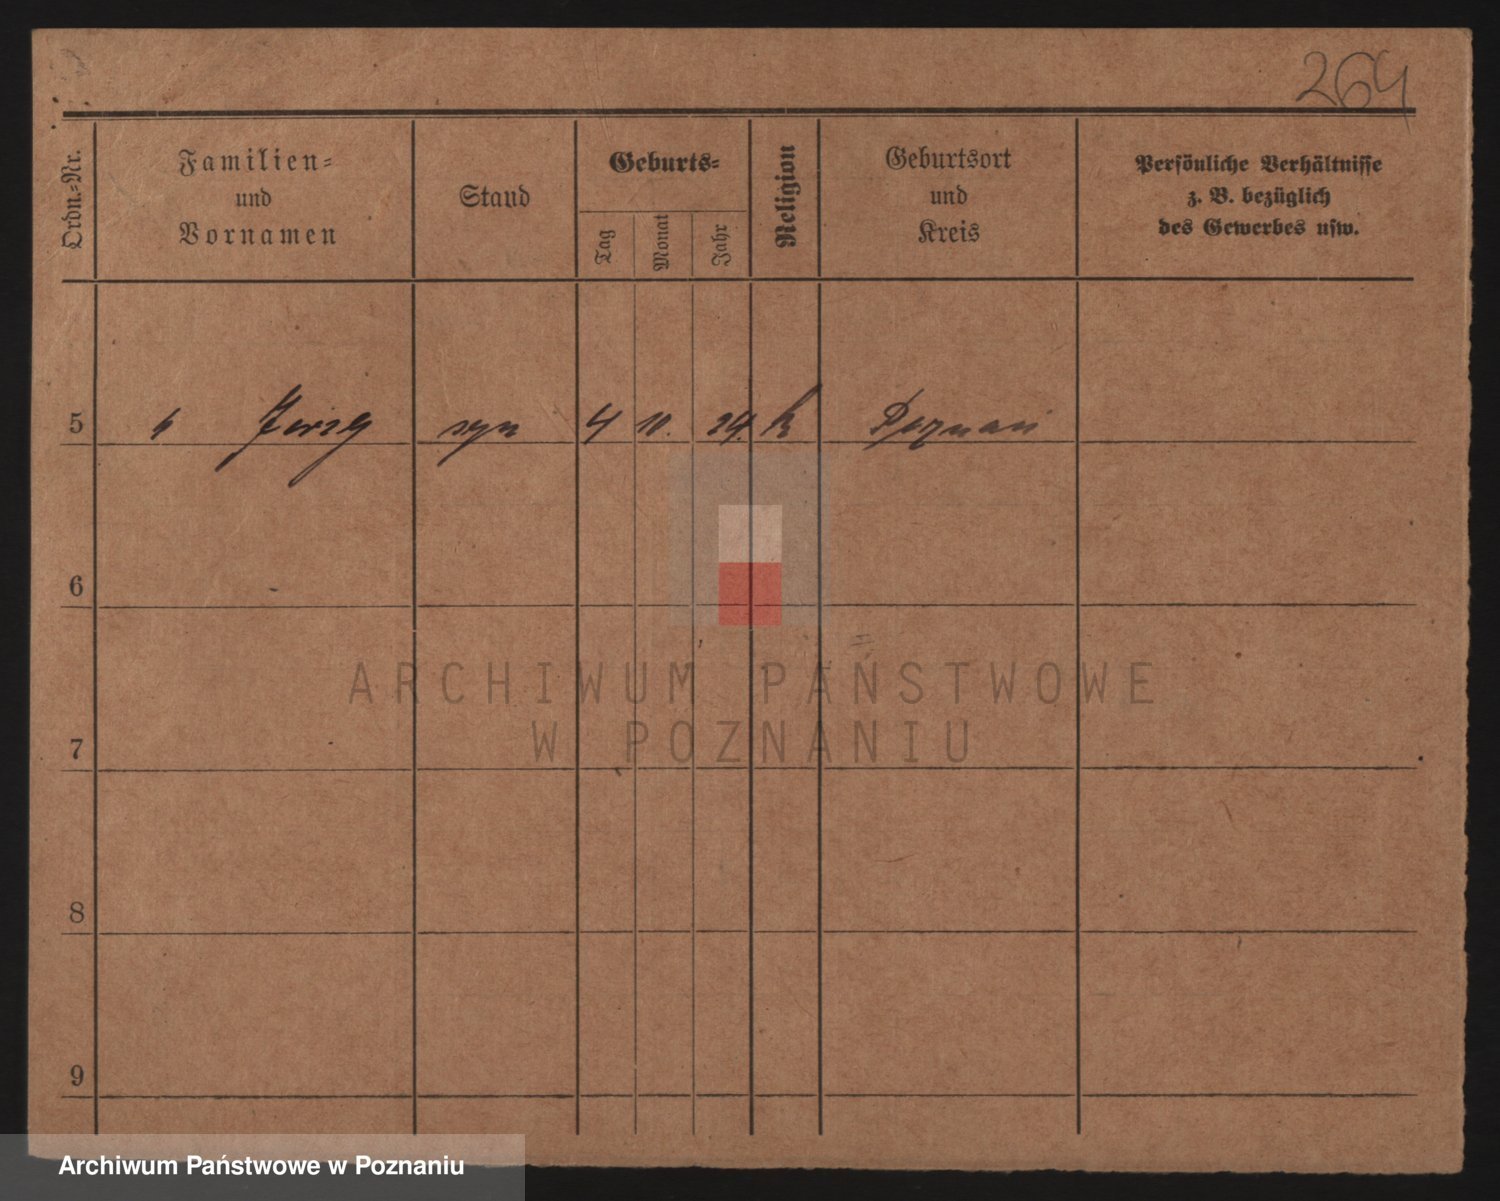 264
Ordn.-Nr.
Familien-
und
Vornamen
Stand
Geburts-
Tag
Monat
Jahr
Religion
Geburtsort
und
Kreis
Persönliche Verhältnisse
z. B. bezüglich
des Gewerbes usw.
5 Jerzy syn 4 10. 24. k Poznań
6
7
8
9
ARCHIWUM PAŃSTWOWE
W POZNANIU
Archiwum Państwowe w Poznaniu